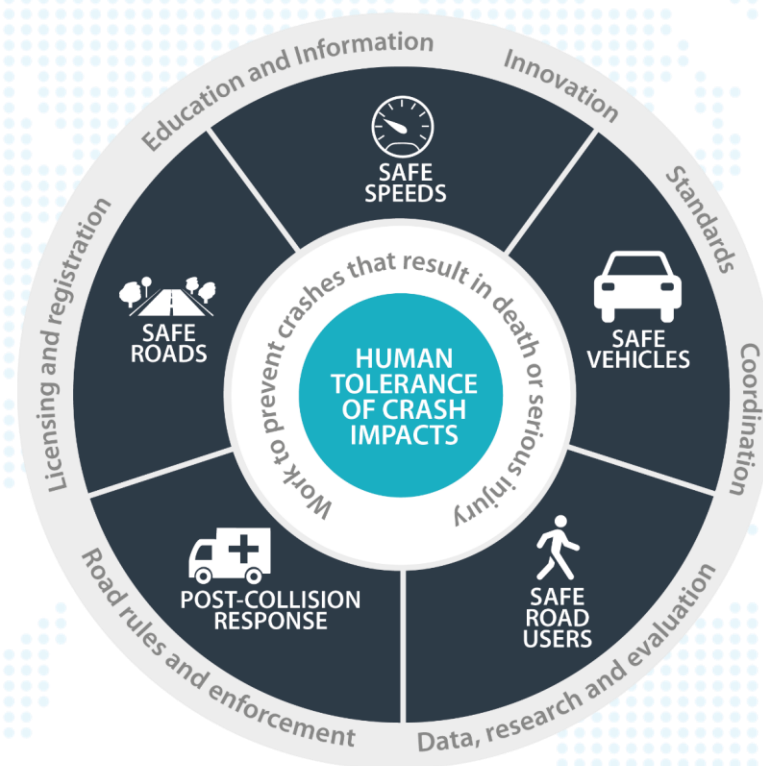 Education and Information
Innovation
Standards
Coordination
Data, research and evaluation
Road rules and enforcement
Licensing and registration
SAFE
SPEEDS
SAFE
VEHICLES
SAFE
ROAD
USERS
POST-COLLISION
RESPONSE
SAFE
ROADS
Work to prevent crashes that result in death or serious injury
HUMAN
TOLERANCE
OF CRASH
IMPACTS